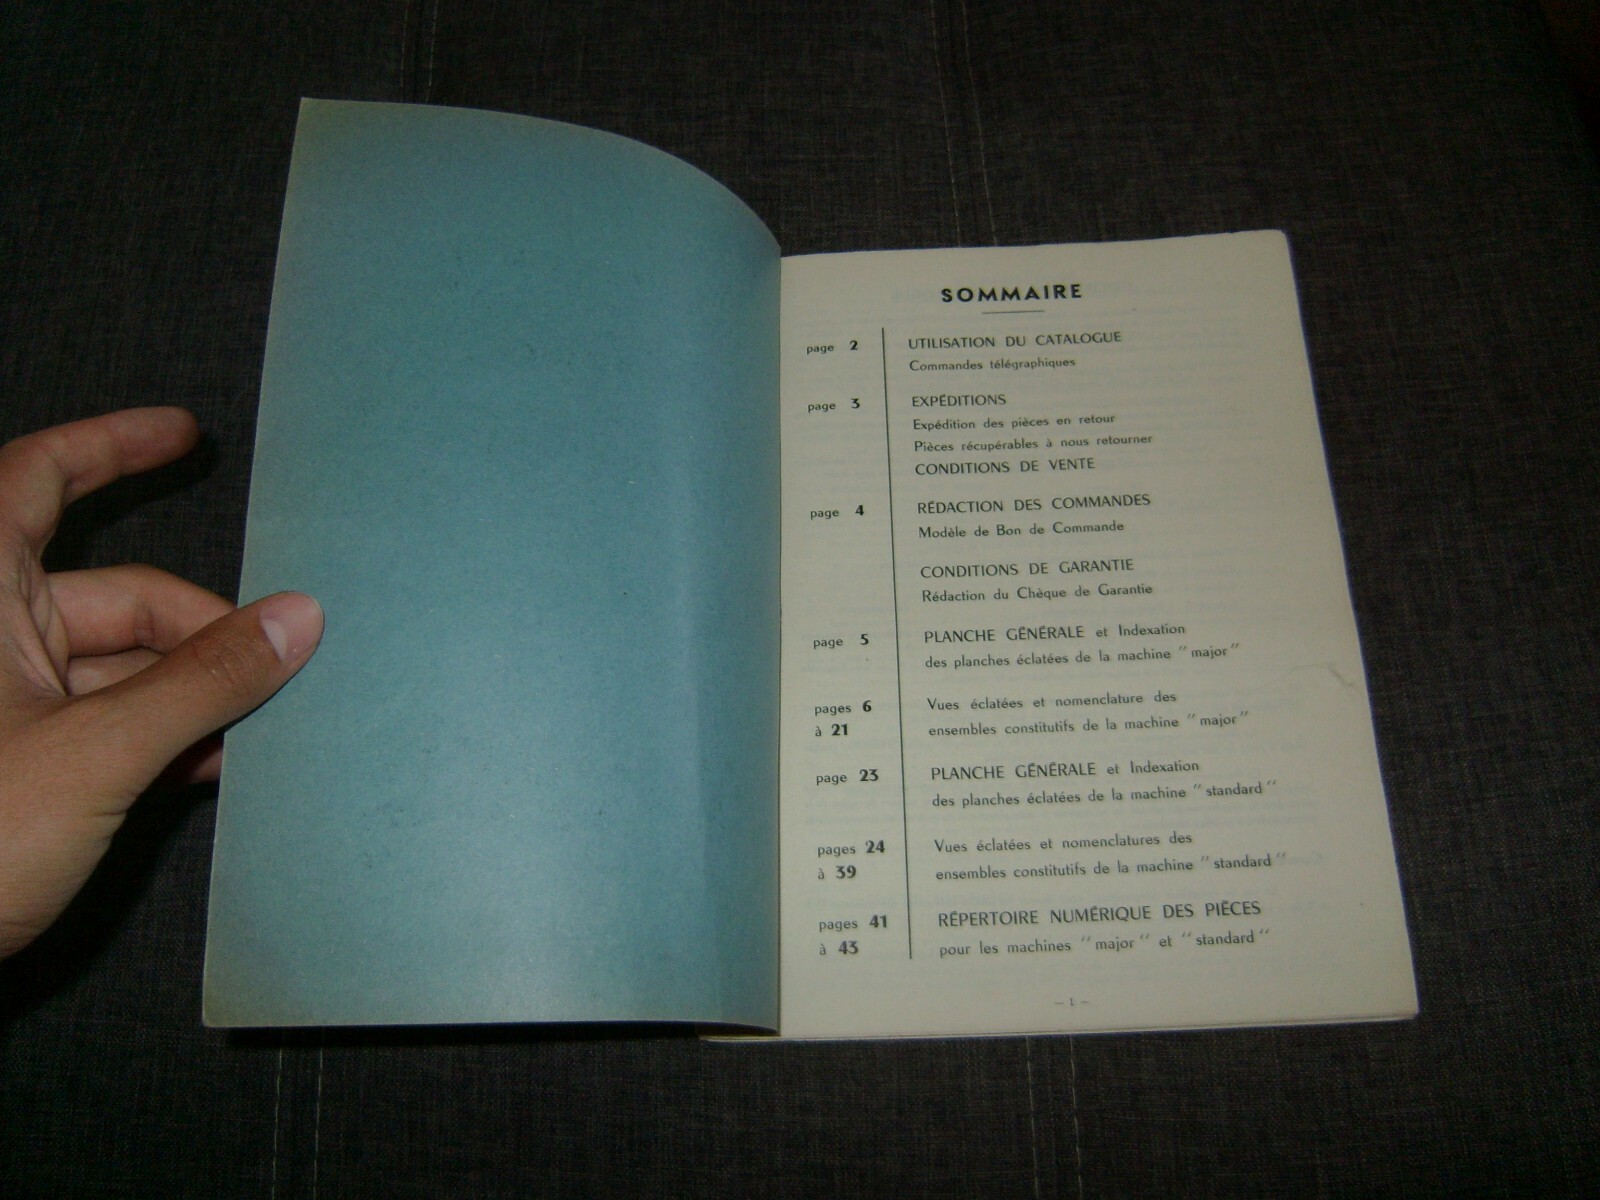 SOMMAIRE
page 2 UTILISATION DU CATALOGUE
Commandes télégraphiques
page 3 EXPÉDITIONS
Expédition des pièces en retour
Pièces récupérables à nous retourner
CONDITIONS DE VENTE
page 4 RÉDACTION DES COMMANDES
Modèle de Bon de Commande
CONDITIONS DE GARANTIE
Rédaction du Chèque de Garantie
page 5 PLANCHE GÉNÉRALE et Indexation
des planches éclatées de la machine "major"
pages 6 Vues éclatées et nomenclature des
à 21 ensembles constitutifs de la machine "major"
page 23 PLANCHE GÉNÉRALE et Indexation
des planches éclatées de la machine "standard"
pages 24 Vues éclatées et nomenclatures des
à 39 ensembles constitutifs de la machine "standard"
pages 41 RÉPERTOIRE NUMÉRIQUE DES PIÈCES
à 43 pour les machines "major" et "standard"
— 1 —